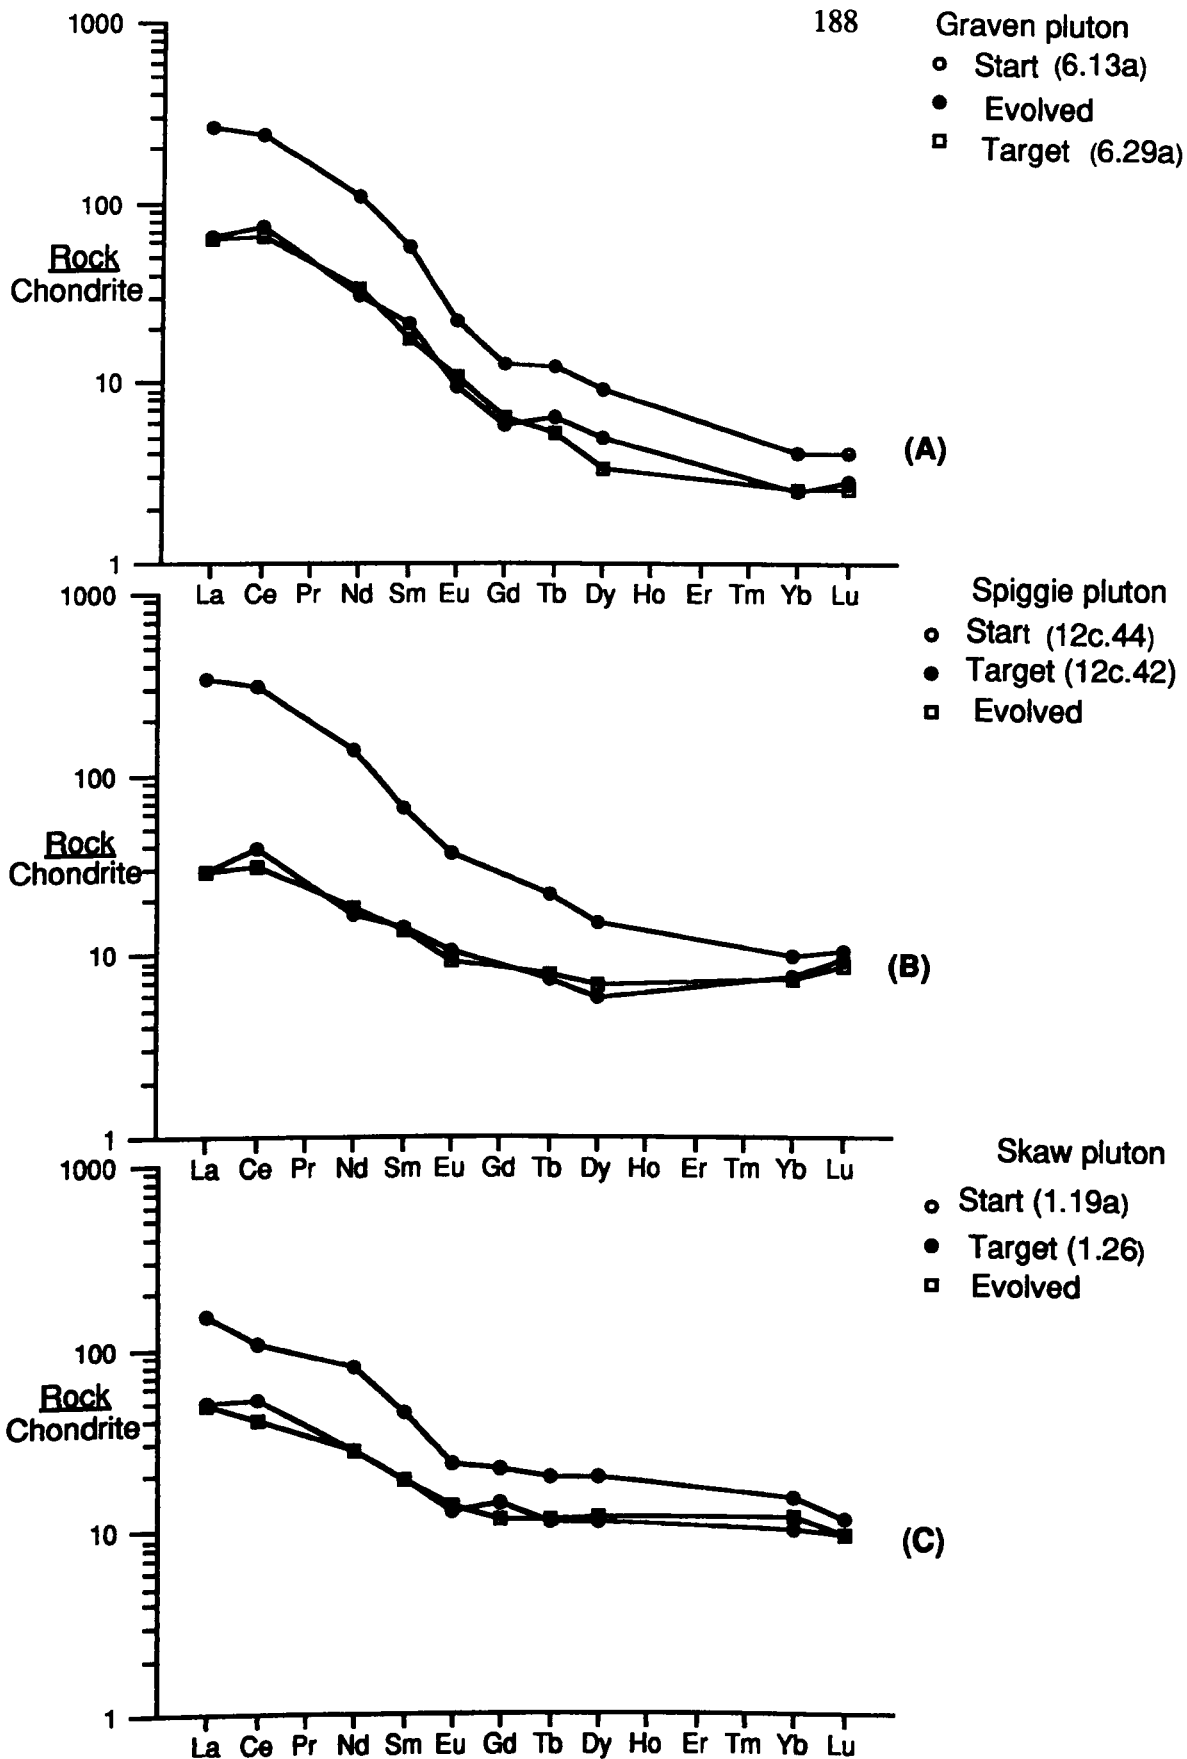 188
1000
100
10
1
Rock
Chondrite
La Ce Pr Nd Sm Eu Gd Tb Dy Ho Er Tm Yb Lu
Graven pluton
Start (6.13a)
Evolved
Target (6.29a)
(A)
1000
100
10
1
Rock
Chondrite
La Ce Pr Nd Sm Eu Gd Tb Dy Ho Er Tm Yb Lu
Spiggie pluton
Start (12c.44)
Target (12c.42)
Evolved
(B)
1000
100
10
1
Rock
Chondrite
La Ce Pr Nd Sm Eu Gd Tb Dy Ho Er Tm Yb Lu
Skaw pluton
Start (1.19a)
Target (1.26)
Evolved
(C)